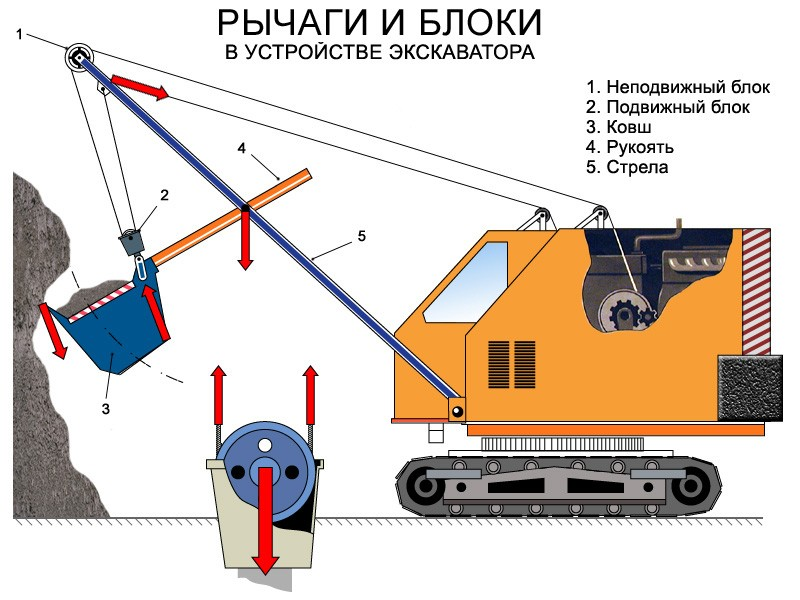 РЫЧАГИ И БЛОКИ
В УСТРОЙСТВЕ ЭКСКАВАТОРА
1
1. Неподвижный блок
2. Подвижный блок
3. Ковш
4. Рукоять
5. Стрела
4
2
5
3